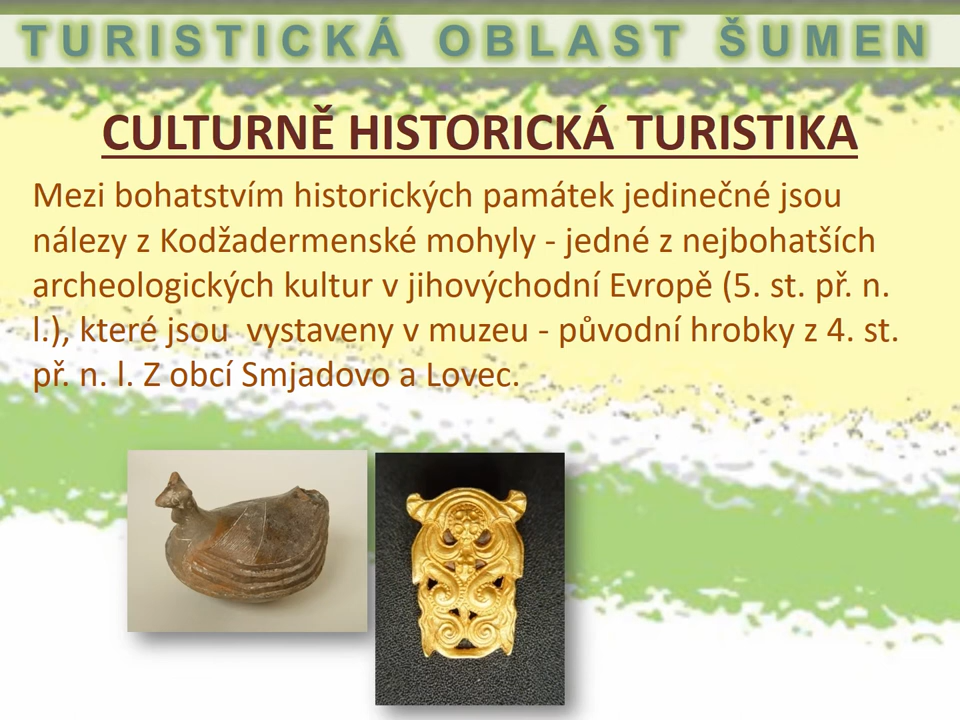 TURISTICKÁ OBLAST ŠUMEN
CULTURNĚ HISTORICKÁ TURISTIKA
Mezi bohatstvím historických památek jedinečné jsou
nálezy z Kodžadermenské mohyly - jedné z nejbohatších
archeologických kultur v jihovýchodní Evropě (5. st. př. n.
l.), které jsou  vystaveny v muzeu - původní hrobky z 4. st.
př. n. l. Z obcí Smjadovo a Lovec.